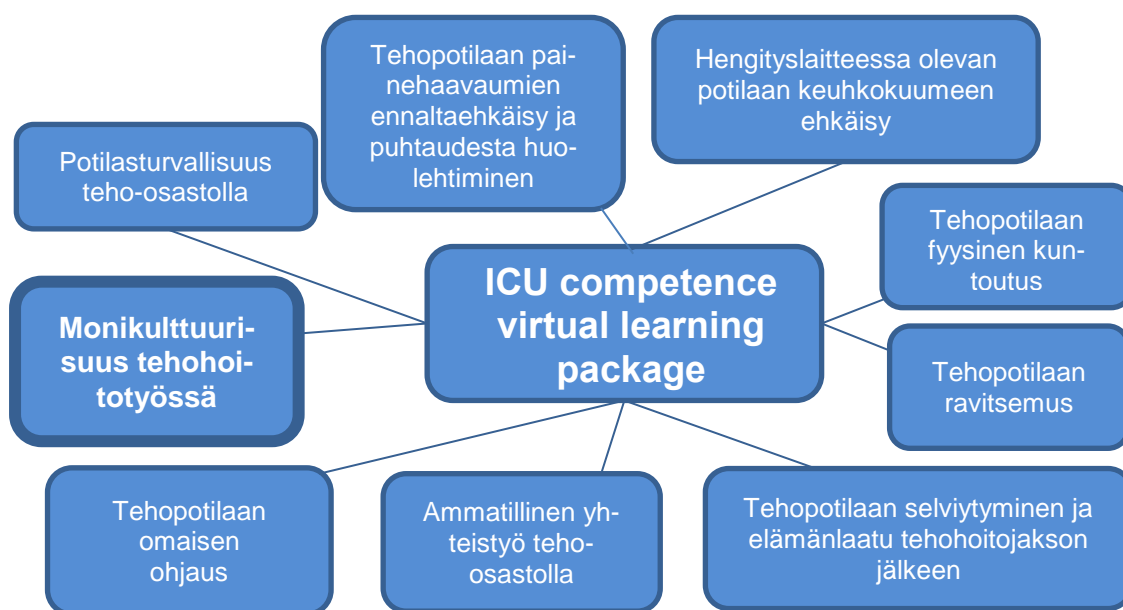 Tehopotilaan pai-
nehaavaumien
ennaltaehkäisy ja
puhtaudesta huo-
lehtiminen
Hengityslaitteessa olevan
potilaan keuhkokuumeen
ehkäisy
Potilasturvallisuus
teho-osastolla
Tehopotilaan
fyysinen kun-
toutus
ICU competence
virtual learning
package
Monikulttuuri-
suus tehohoi-
totyössä
Tehopotilaan
ravitsemus
Tehopotilaan
omaisen
ohjaus
Ammatillinen yh-
teistyö teho-
osastolla
Tehopotilaan selviytyminen ja
elämänlaatu tehohoitojakson
jälkeen